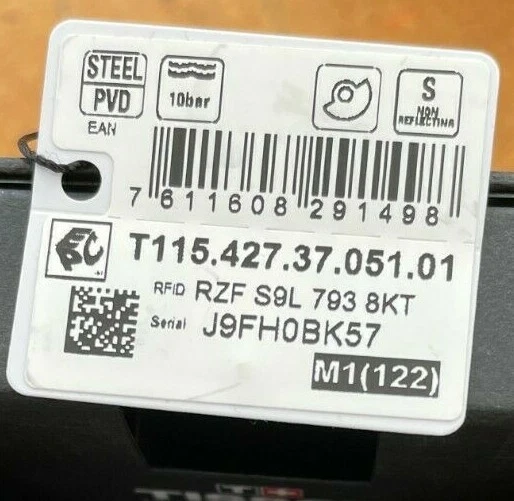 STEEL
PVD
10bar
S
NON
REFLECTING
EAN
7 611608 291498
T115.427.37.051.01
RFID RZF S9L 793 8KT
Serial J9FH0BK57
M1(122)